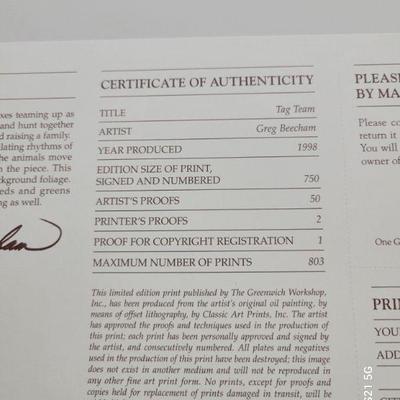 CERTIFICATE OF AUTHENTICITY
TITLE Tag Team
ARTIST Greg Beecham
YEAR PRODUCED 1998
EDITION SIZE OF PRINT,
SIGNED AND NUMBERED 750
ARTIST'S PROOFS 50
PRINTER'S PROOFS 2
PROOF FOR COPYRIGHT REGISTRATION 1
MAXIMUM NUMBER OF PRINTS 803
This limited edition print published by The Greenwich Workshop,
Inc., has been produced from the artist's original oil painting, by
means of offset lithography, by Classic Art Prints, Inc. The artist
has approved the proofs and techniques used in the production of
this print; each print has been personally approved and signed by
the artist, and consecutively numbered. All plates and negatives
used in the production of this print have been destroyed; this image
does not exist in another medium and will not be reproduced in
any other fine art print form. No prints, except for proofs and
copies held for replacement of prints damaged in transit, will be
xes teaming up as
and hunt together
d raising a family.
lating rhythms of
he animals move
n the piece. This
ckground foliage.
eds and greens
ng as well.
PLEASE
BY MA
Please co
return it
You will
owner of
One G
PRIN
YOU
ADD
321 5G